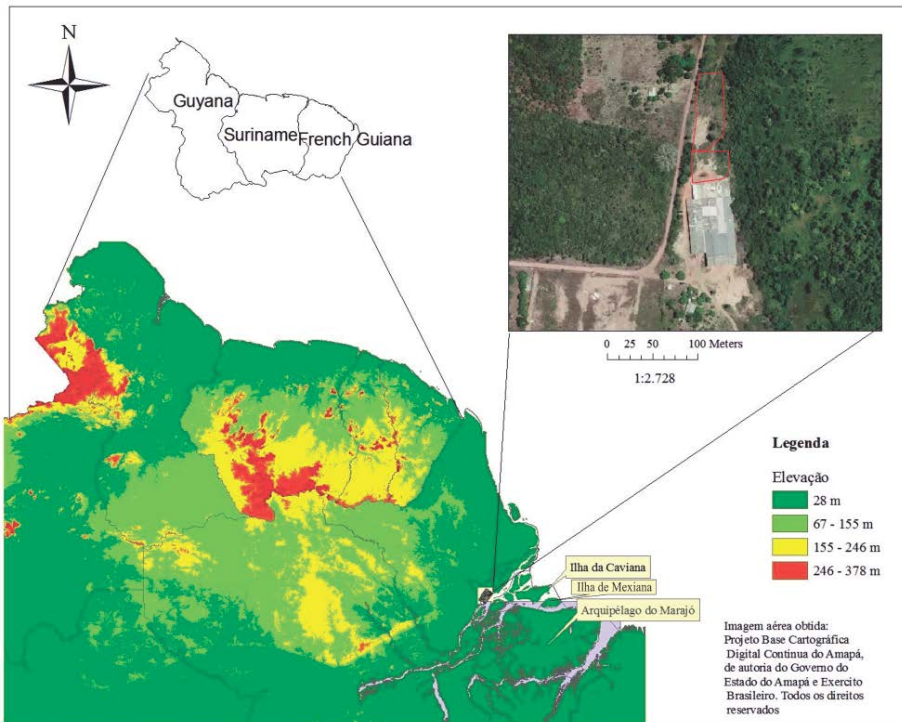 N
Guyana
Suriname
French Guiana
0 25 50 100 Meters
1:2.728
Legenda
Elevação
28 m
67 - 155 m
155 - 246 m
246 - 378 m
Ilha da Caviana
Ilha de Mexiana
Arquipélago do Marajó
Imagem aérea obtida:
Projeto Base Cartográfica
Digital Continua do Amapá,
de autoria do Governo do
Estado do Amapá e Exercito
Brasileiro. Todos os direitos
reservados